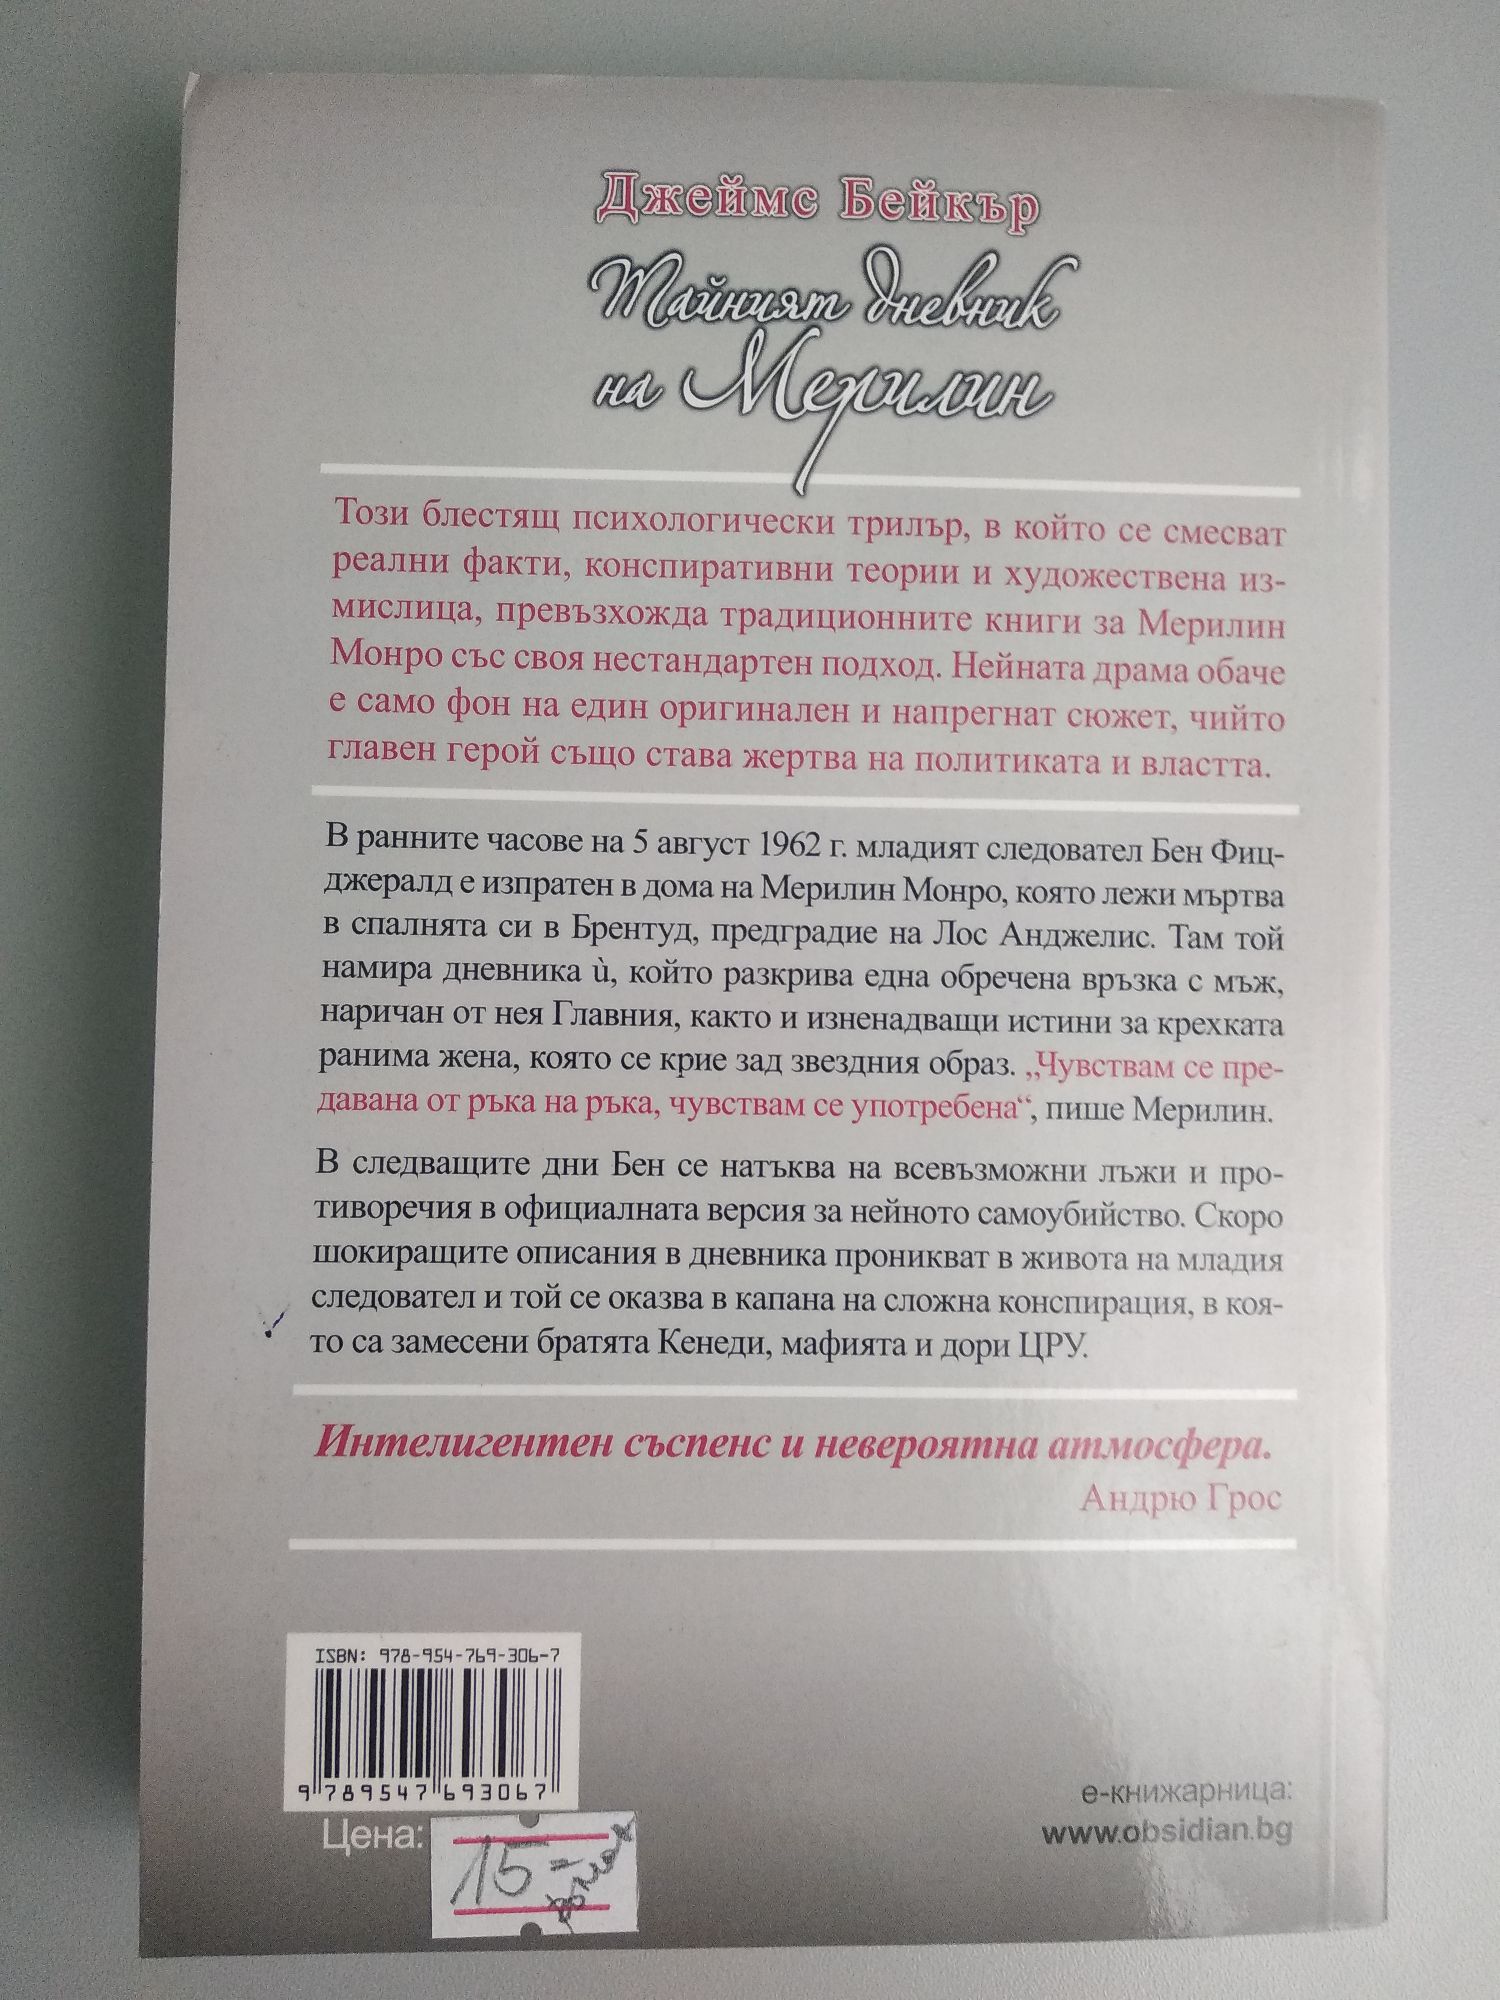 Джеймс Бейкър
Тайният дневник
на Мерилин
Този блестящ психологически трилър, в който се смесват
реални факти, конспиративни теории и художествена из-
мислица, превъзхожда традиционните книги за Мерилин
Монро със своя нестандартен подход. Нейната драма обаче
е само фон на един оригинален и напрегнат сюжет, чийто
главен герой също става жертва на политиката и властта.
В ранните часове на 5 август 1962 г. младият следовател Бен Фиц-
джералд е изпратен в дома на Мерилин Монро, която лежи мъртва
в спалнята си в Брентуд, предградие на Лос Анджелис. Там той
намира дневника ѝ, който разкрива една обречена връзка с мъж,
наричан от нея Главния, както и изненадващи истини за крехката
ранима жена, която се крие зад звездния образ. „Чувствам се пре-
давана от ръка на ръка, чувствам се употребена“, пише Мерилин.
В следващите дни Бен се натъква на всевъзможни лъжи и про-
тиворечия в официалната версия за нейното самоубийство. Скоро
шокиращите описания в дневника проникват в живота на младия
следовател и той се оказва в капана на сложна конспирация, в коя-
то са замесени братята Кенеди, мафията и дори ЦРУ.
Интелигентен съспенс и невероятна атмосфера.
Андрю Грос
ISBN: 978-954-769-306-7
9 789547 693067
Цена:
15=
е-книжарница:
www.obsidian.bg